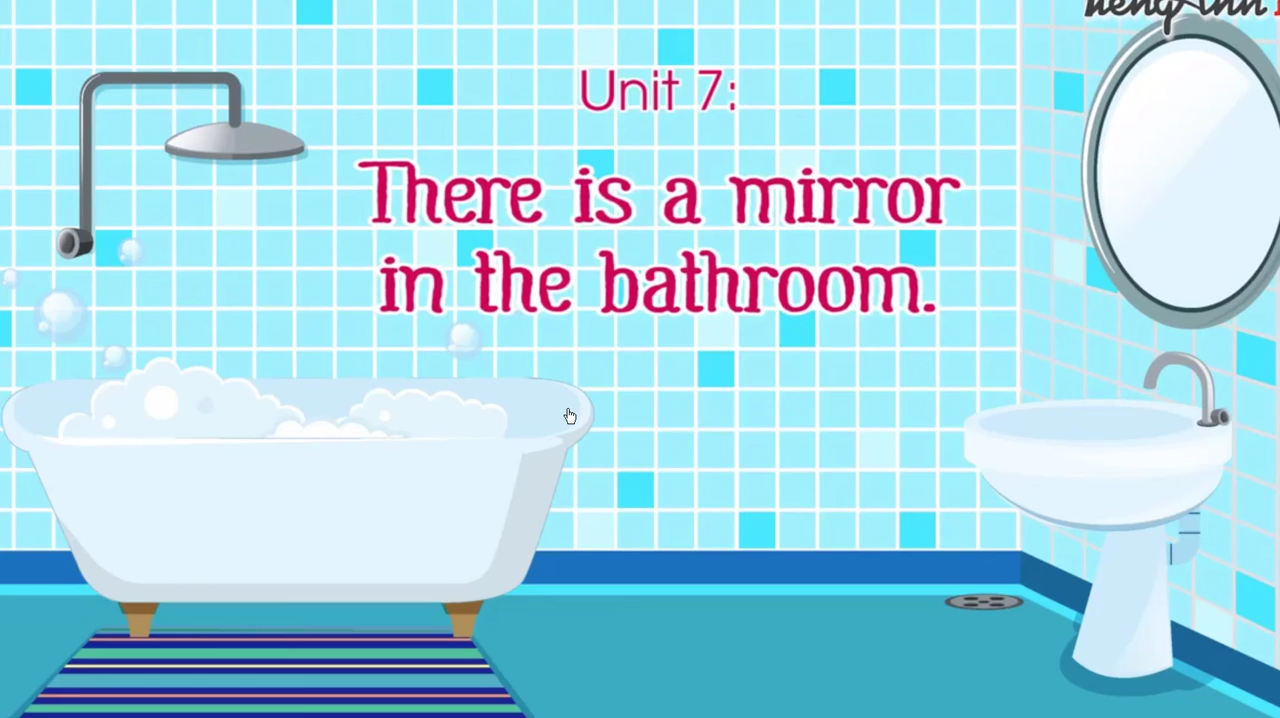 Unit 7:
There is a mirror
in the bathroom.